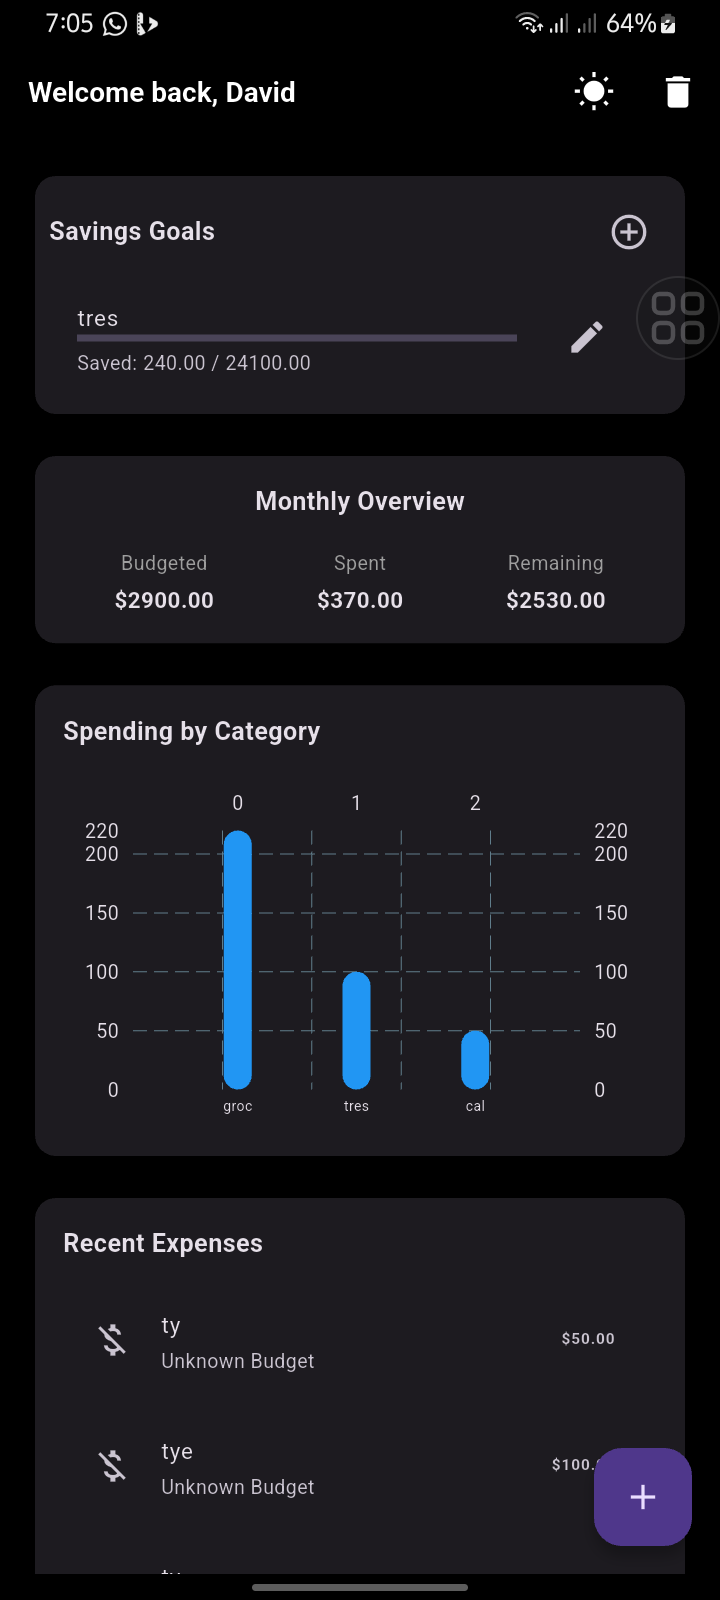 7:05 64%
Welcome back, David
Savings Goals
tres
Saved: 240.00 / 24100.00
Monthly Overview
Budgeted Spent Remaining
$2900.00 $370.00 $2530.00
Spending by Category
0 1 2
220 220
200 200
150 150
100 100
50 50
0 0
groc tres cal
Recent Expenses
ty
$50.00
Unknown Budget
tye
$100.
Unknown Budget